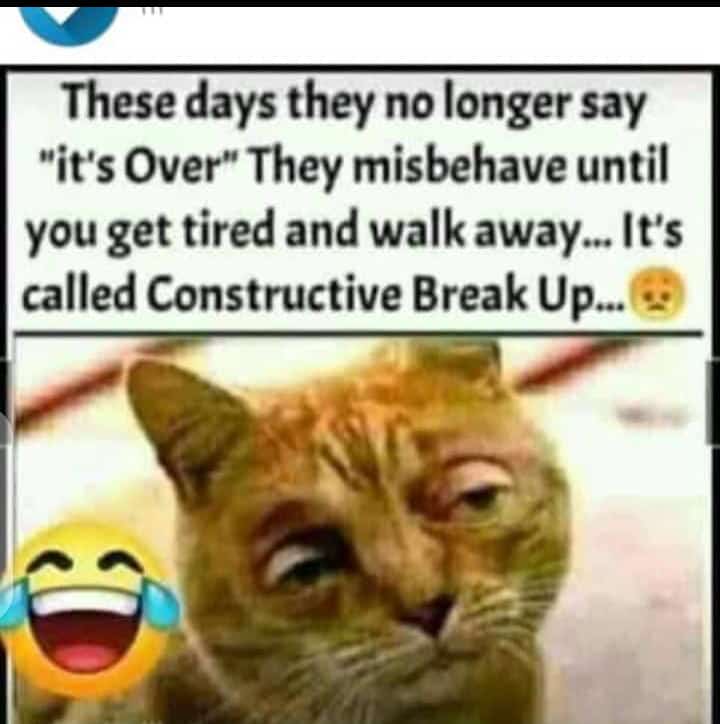 These days they no longer say
"it's Over" They misbehave until
you get tired and walk away... It's
called Constructive Break Up...😞